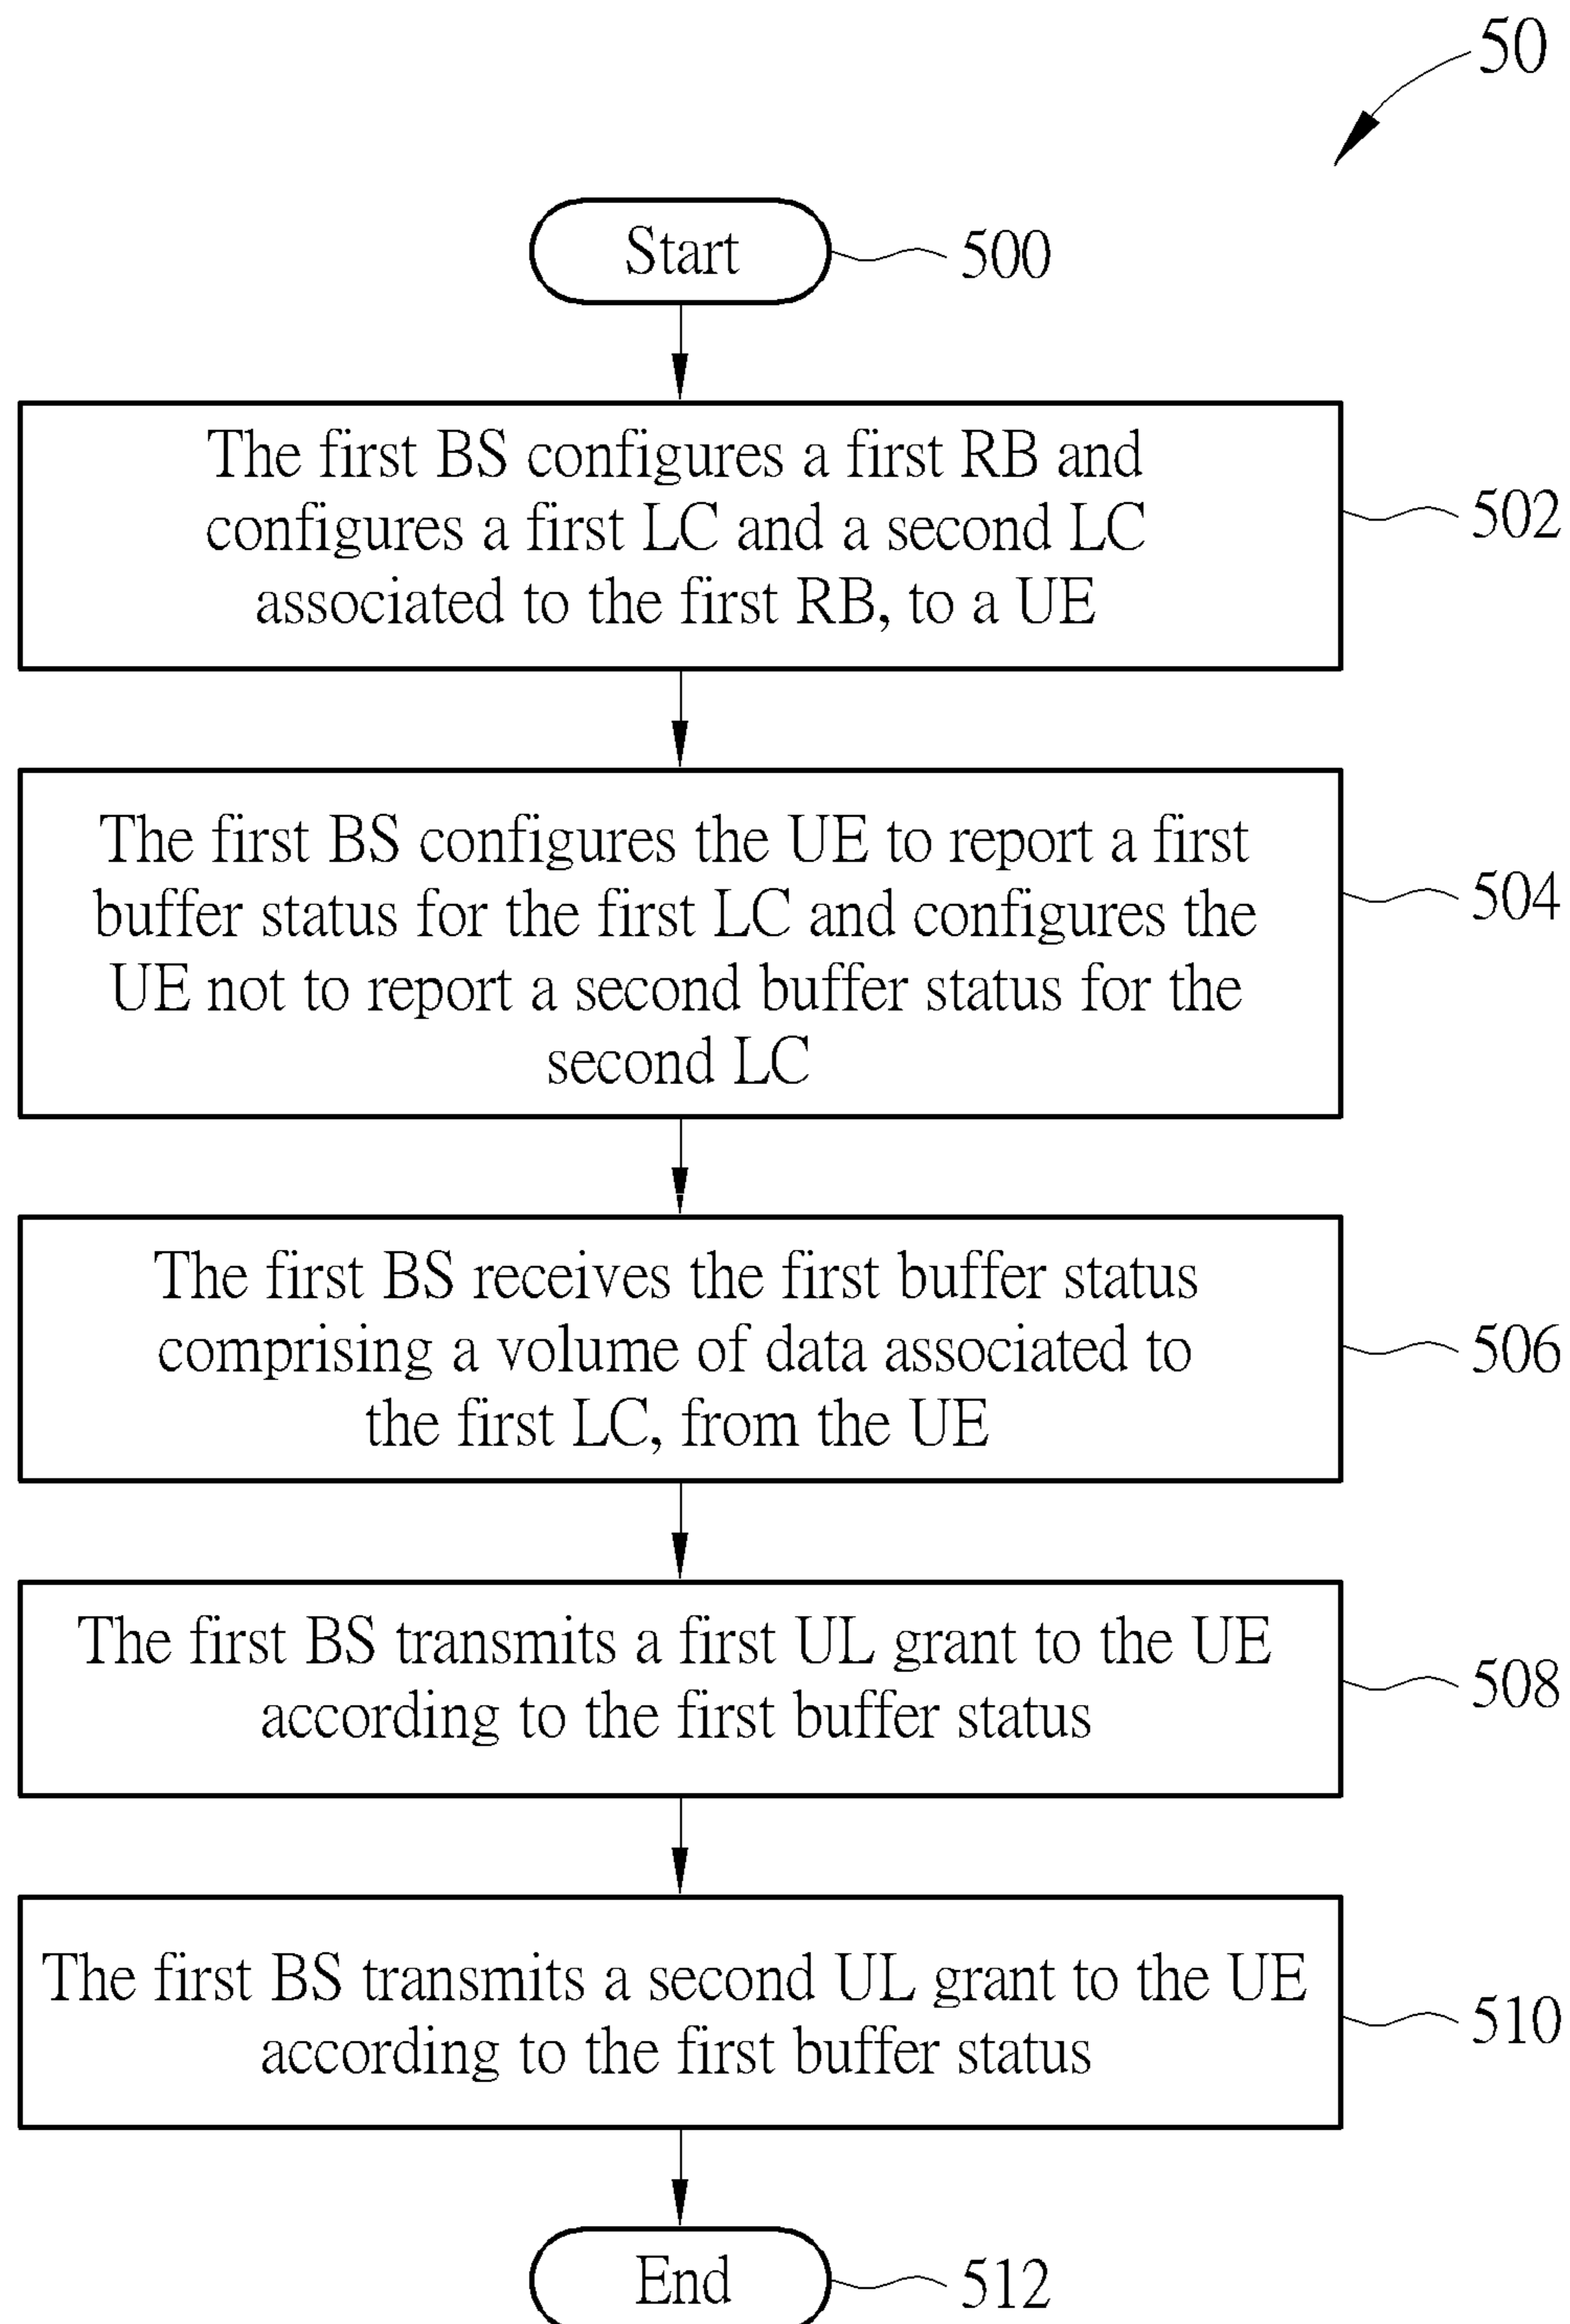 50
Start
500
The first BS configures a first RB and
configures a first LC and a second LC
associated to the first RB, to a UE
502
The first BS configures the UE to report a first
buffer status for the first LC and configures the
UE not to report a second buffer status for the
second LC
504
The first BS receives the first buffer status
comprising a volume of data associated to
the first LC, from the UE
506
The first BS transmits a first UL grant to the UE
according to the first buffer status
508
The first BS transmits a second UL grant to the UE
according to the first buffer status
510
End
512